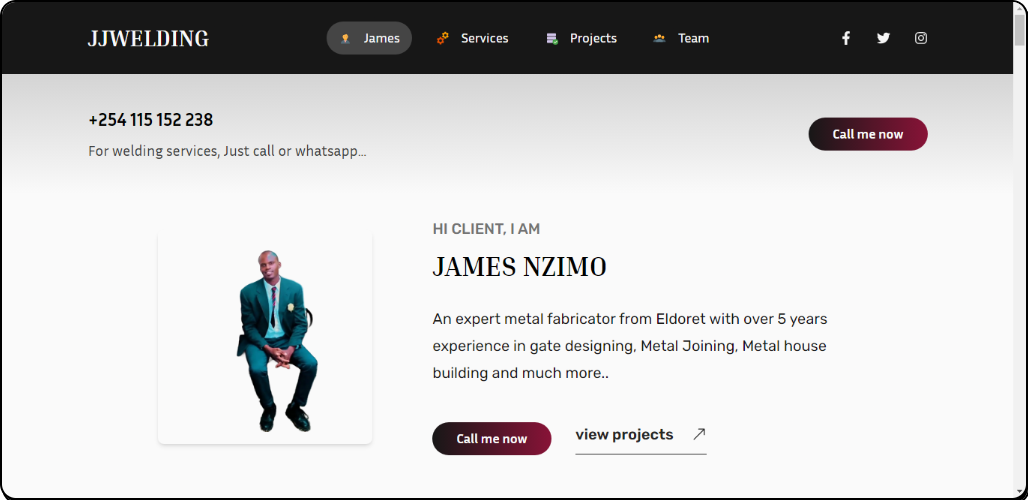 JJWELDING
James
Services
Projects
Team
+254 115 152 238
For welding services, Just call or whatsapp...
Call me now
HI CLIENT, I AM
JAMES NZIMO
An expert metal fabricator from Eldoret with over 5 years
experience in gate designing, Metal Joining, Metal house
building and much more..
Call me now
view projects